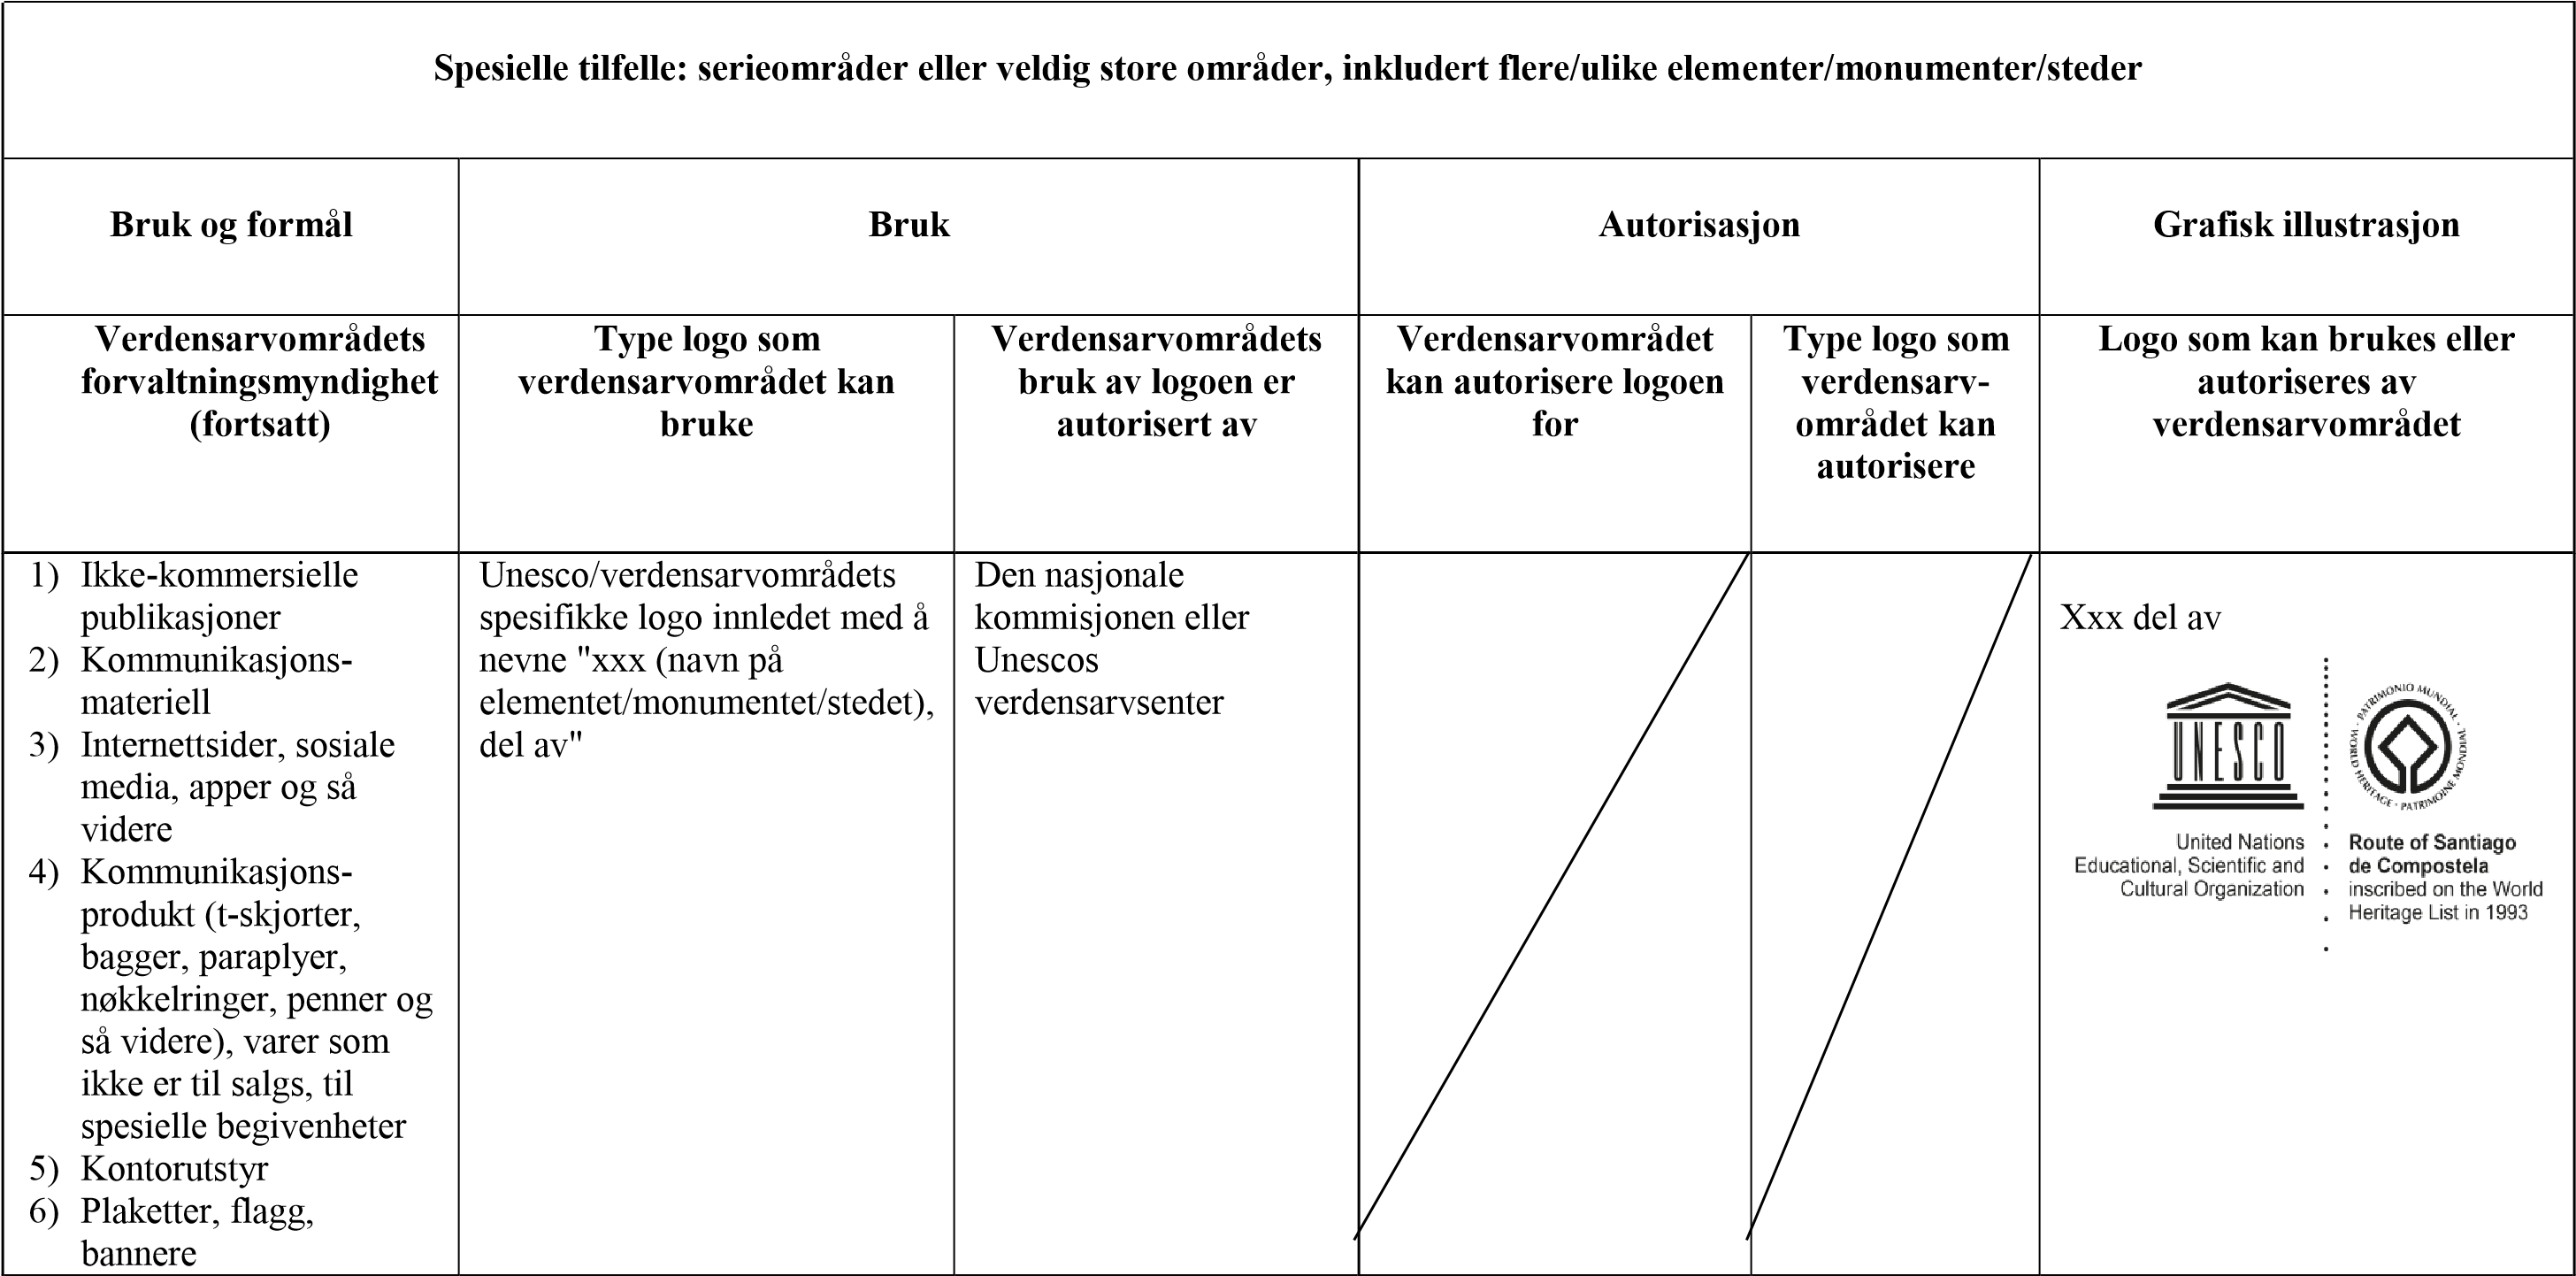 Spesielle tilfelle: serieområder eller veldig store områder, inkludert flere/ulike elementer/monumenter/steder
Bruk og formål
Bruk
Autorisasjon
Grafisk illustrasjon
Verdensarvområdets
forvaltningsmyndighet
(fortsatt)
Type logo som
verdensarvområdet kan
bruke
Verdensarvområdets
bruk av logoen er
autorisert av
Verdensarvområdet
kan autorisere logoen
for
Type logo som
verdensarv-
området kan
autorisere
Logo som kan brukes eller
autoriseres av
verdensarvområdet
1) Ikke-kommersielle
publikasjoner
2) Kommunikasjons-
materiell
3) Internettsider, sosiale
media, apper og så
videre
4) Kommunikasjons-
produkt (t-skjorter,
bagger, paraplyer,
nøkkelringer, penner og
så videre), varer som
ikke er til salgs, til
spesielle begivenheter
5) Kontorutstyr
6) Plaketter, flagg,
bannere
Unesco/verdensarvområdets
spesifikke logo innledet med å
nevne "xxx (navn på
elementet/monumentet/stedet),
del av"
Den nasjonale
kommisjonen eller
Unescos
verdensarvsenter
Xxx del av
UNESCO
United Nations
Educational, Scientific and
Cultural Organization
PATRIMONIO MUNDIAL · WORLD HERITAGE · PATRIMOINE MONDIAL ·
Route of Santiago
de Compostela
inscribed on the World
Heritage List in 1993